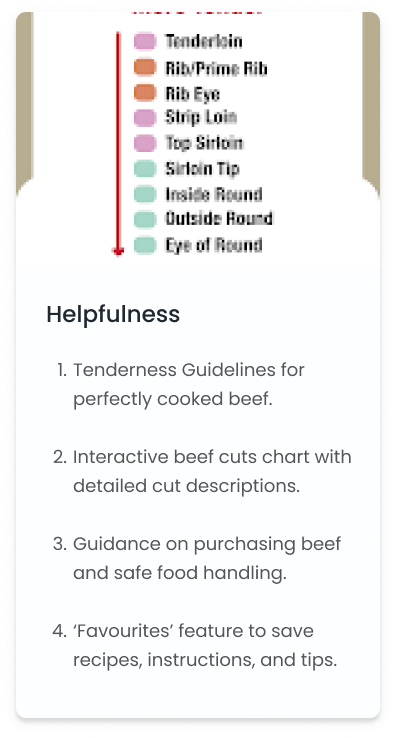 Tenderloin
Rib/Prime Rib
Rib Eye
Strip Loin
Top Sirloin
Sirloin Tip
Inside Round
Outside Round
Eye of Round
Helpfulness
1. Tenderness Guidelines for
perfectly cooked beef.
2. Interactive beef cuts chart with
detailed cut descriptions.
3. Guidance on purchasing beef
and safe food handling.
4. ‘Favourites’ feature to save
recipes, instructions, and tips.